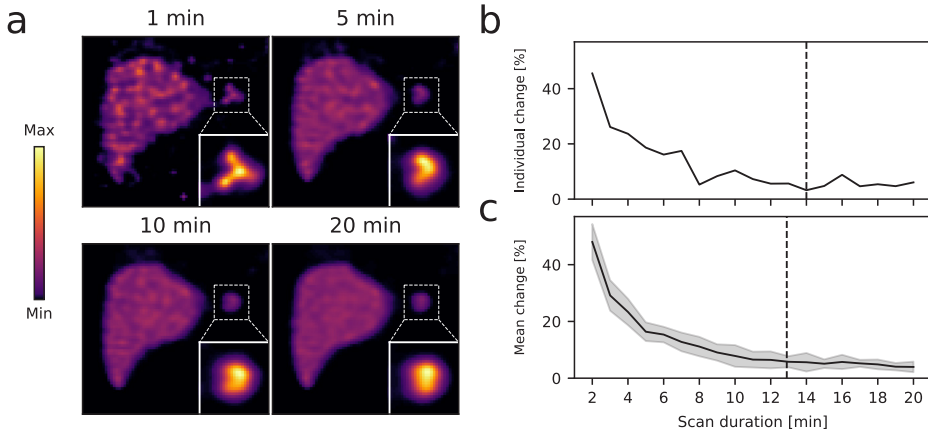 a
1 min
5 min
Max
Min
10 min
20 min
b
Individual change [%]
40
20
0
c
Mean change [%]
40
20
0
2 4 6 8 10 12 14 16 18 20
Scan duration [min]